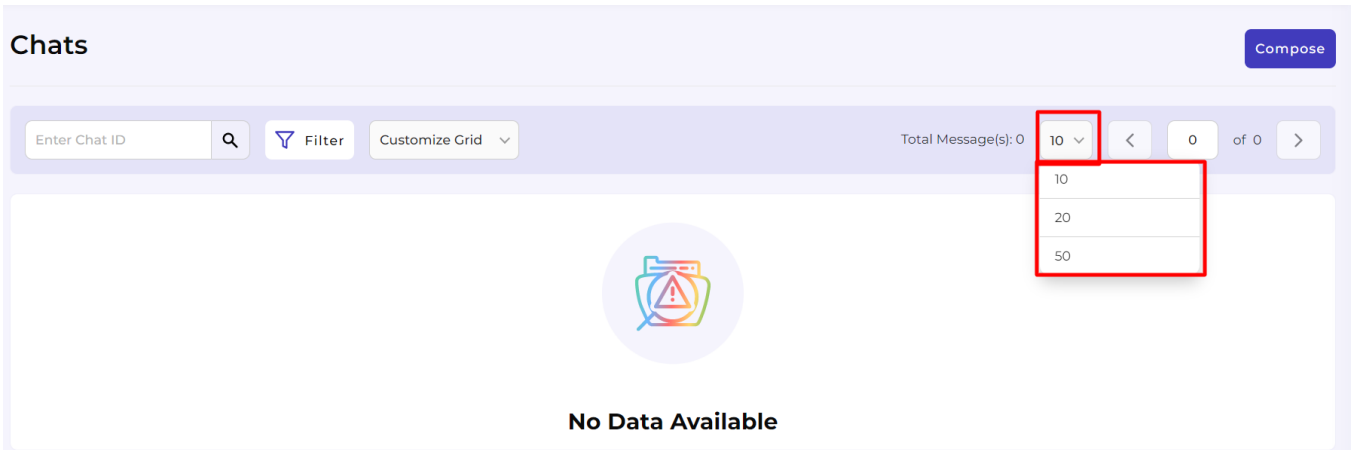 Chats
Compose
Enter Chat ID
Filter
Customize Grid
Total Message(s): 0
10
0
of 0
10
20
50
No Data Available